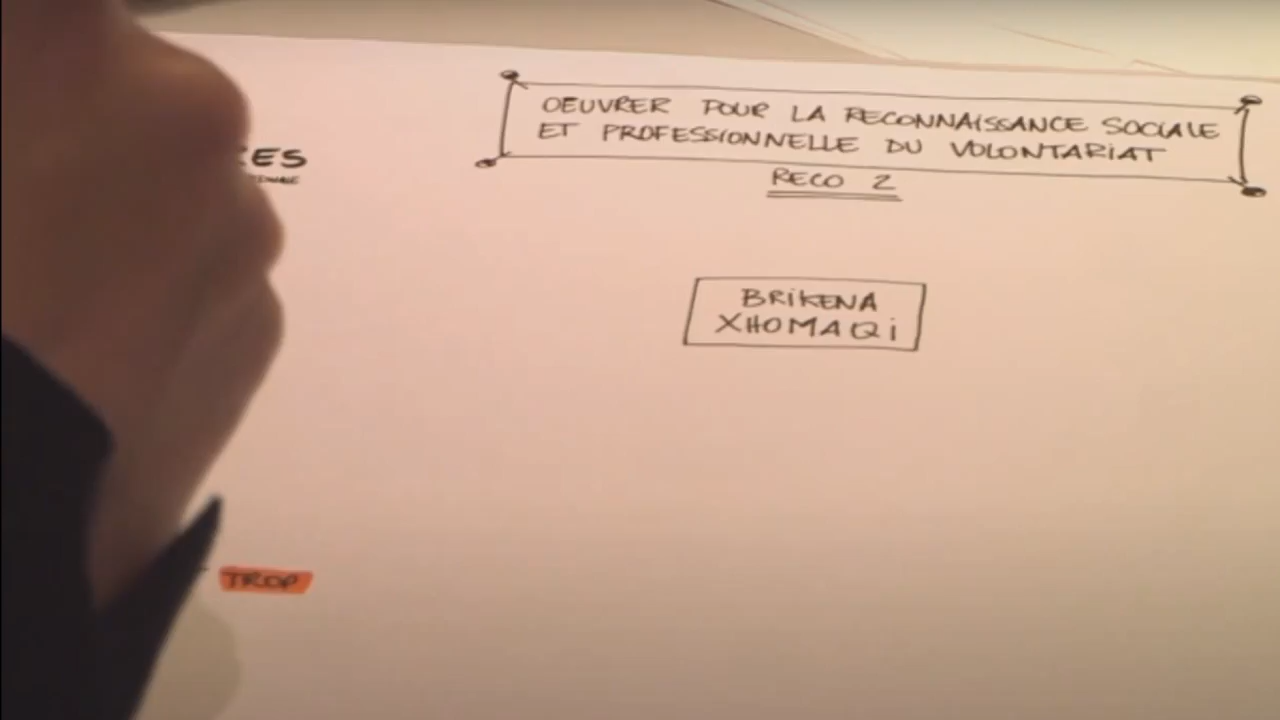 OEUVRER POUR LA RECONNAISSANCE SOCIALE
ET PROFESSIONNELLE DU VOLONTARIAT
RECO 2
BRiKENA
XHOMAQi
TROP